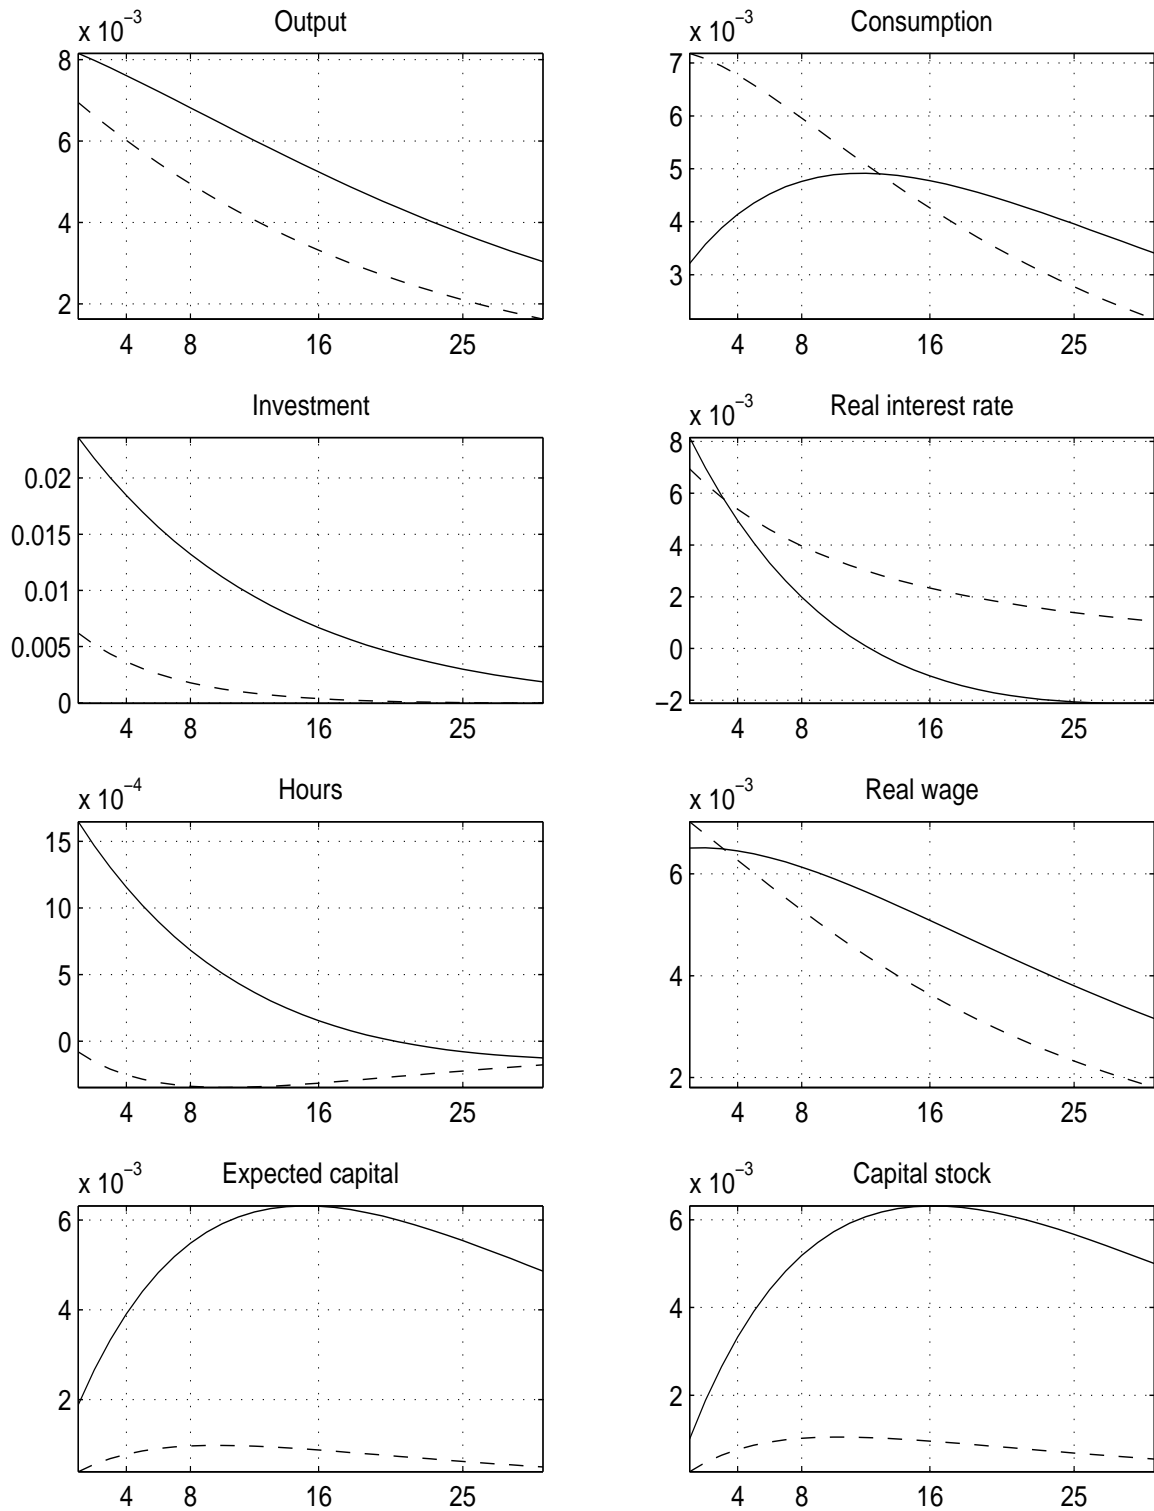 Output
x 10−3
8
6
4
2
4 8 16 25
Consumption
x 10−3
7
6
5
4
3
4 8 16 25
Investment
0.02
0.015
0.01
0.005
0
4 8 16 25
Real interest rate
x 10−3
8
6
4
2
0
−2
4 8 16 25
Hours
x 10−4
15
10
5
0
4 8 16 25
Real wage
x 10−3
6
4
2
4 8 16 25
Expected capital
x 10−3
6
4
2
4 8 16 25
Capital stock
x 10−3
6
4
2
4 8 16 25